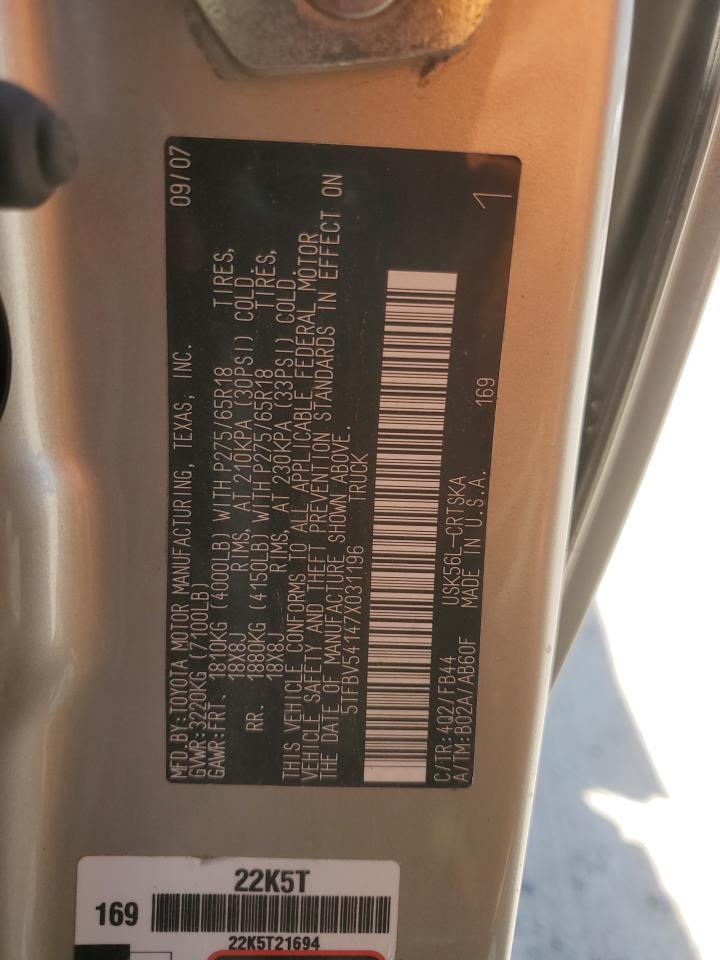 MFD.BY:TOYOTA MOTOR MANUFACTURING, TEXAS, INC. 09/07
GVWR:3220KG (7100LB)
GAWR:FRT. 1810KG (4000LB) WITH P275/65R18 TIRES,
18X8J RIMS, AT 210KPA (30PSI) COLD.
RR. 1880KG (4150LB) WITH P275/65R18 TIRES,
18X8J RIMS, AT 230KPA (33PSI) COLD.
THIS VEHICLE CONFORMS TO ALL APPLICABLE FEDERAL MOTOR
VEHICLE SAFETY AND THEFT PREVENTION STANDARDS IN EFFECT ON
THE DATE OF MANUFACTURE SHOWN ABOVE.
5TFBV54147X031196 TRUCK
C/TR:4Q2/FB44 USK56L-CRTSKA 169
A/TM:B02A/AB60F MADE IN U.S.A. 1
22K5T
169
22K5T21694